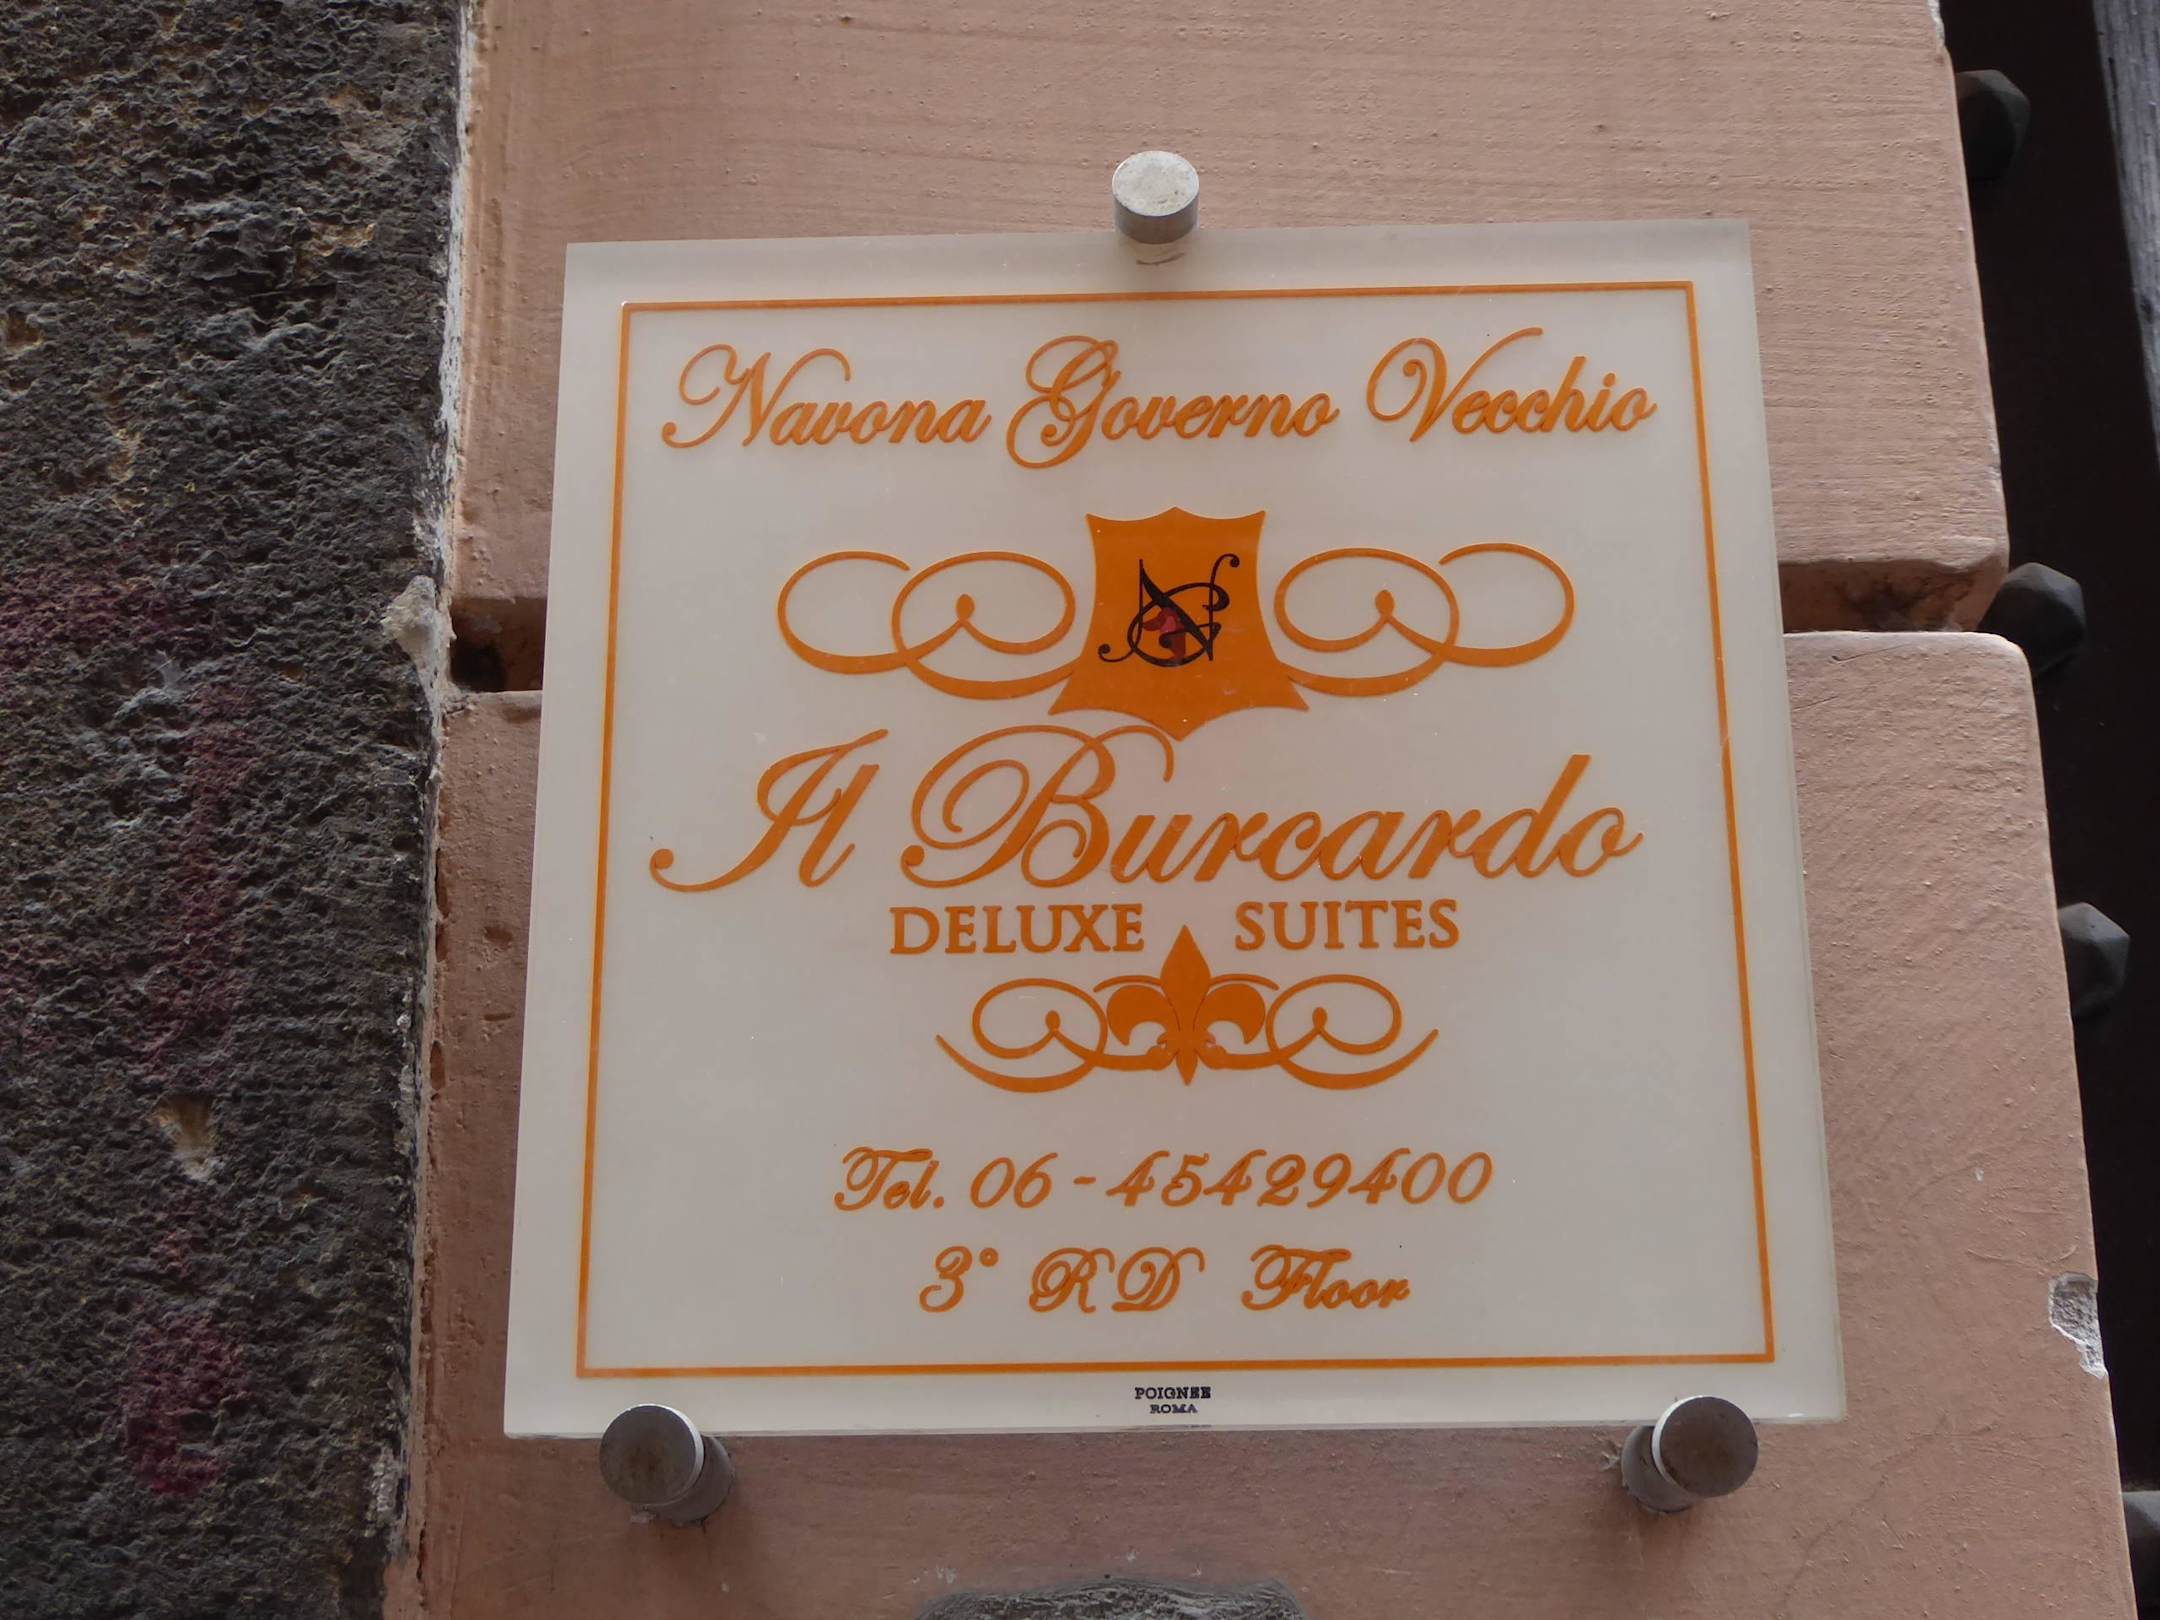 Navona Governo Vecchio
Il Burcardo
DELUXE SUITES
Tel. 06-45429400
3° RD Floor
POIGNEE
ROMA